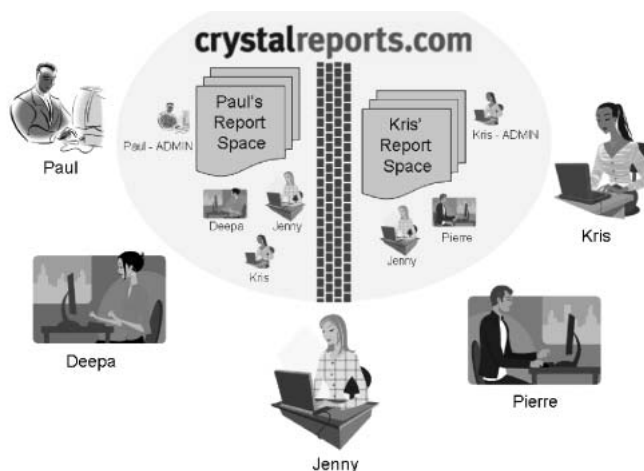 crystalreports.com
Paul's
Report
Space
Paul - ADMIN
Deepa
Jenny
Kris
Kris'
Report
Space
Kris - ADMIN
Jenny
Pierre
Paul
Kris
Deepa
Pierre
Jenny